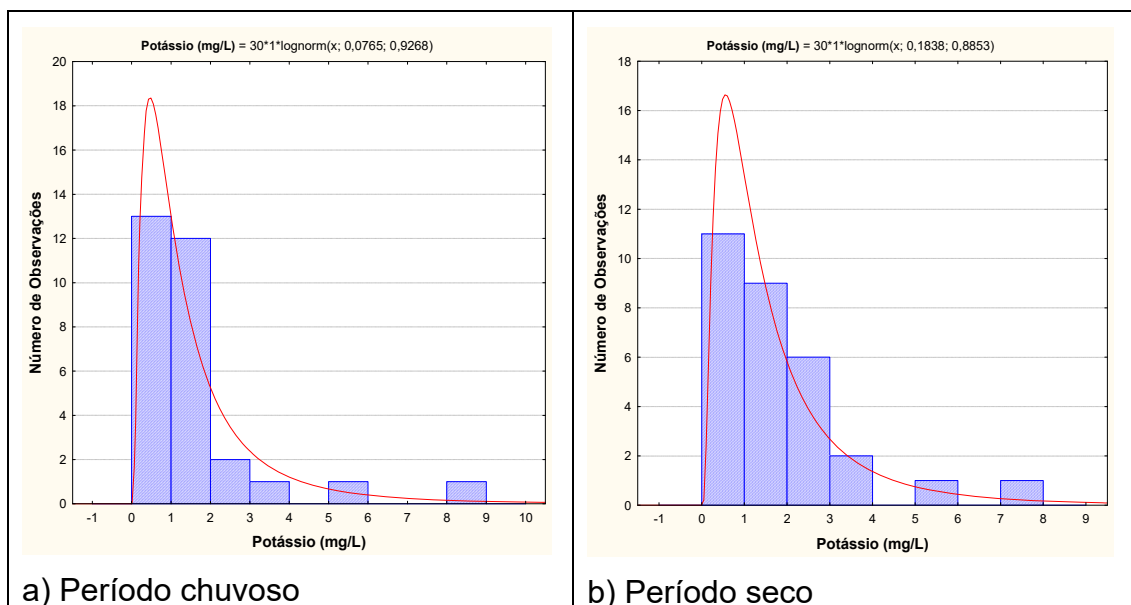 Potássio (mg/L) = 30*1*lognorm(x; 0,0765; 0,9268)
20
18
16
14
12
10
8
6
4
2
0
Número de Observações
-1 0 1 2 3 4 5 6 7 8 9 10
Potássio (mg/L)
a) Período chuvoso
Potássio (mg/L) = 30*1*lognorm(x; 0,1838; 0,8853)
18
16
14
12
10
8
6
4
2
0
Número de Observações
-1 0 1 2 3 4 5 6 7 8 9
Potássio (mg/L)
b) Período seco